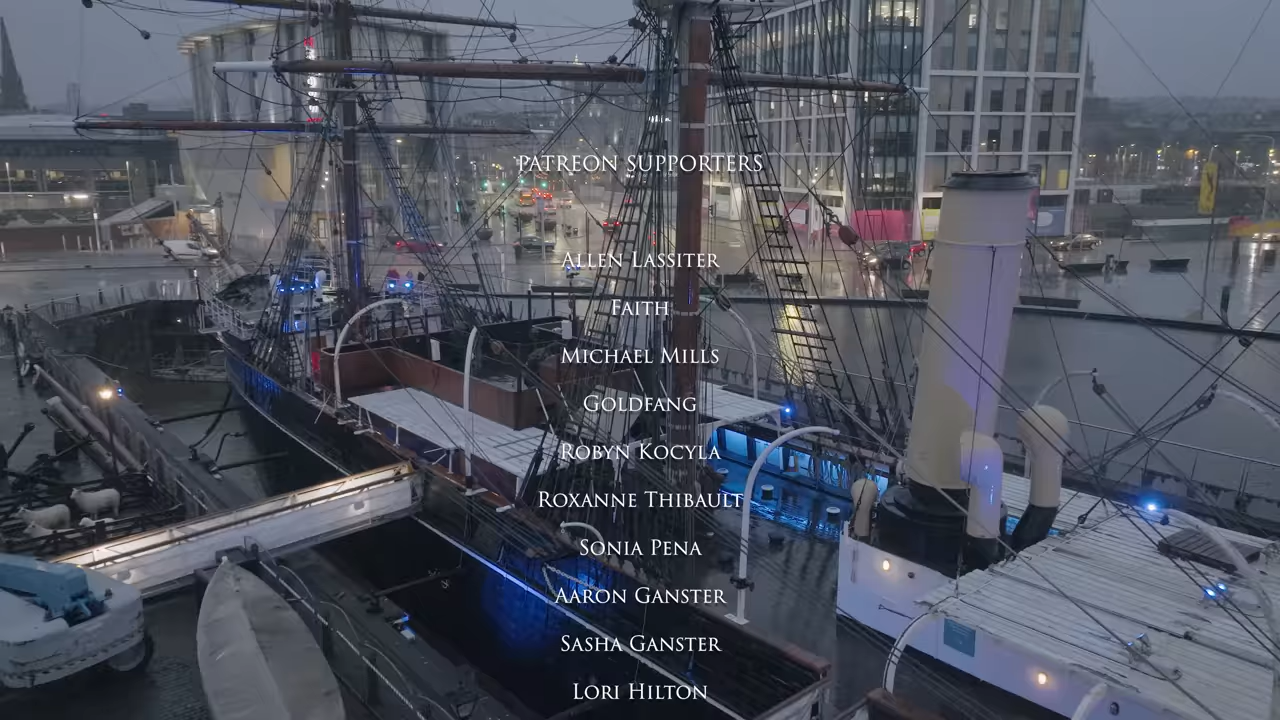 PATREON SUPPORTERS
ALLEN LASSITER
FAITH
MICHAEL MILLS
GOLDFANG
ROBYN KOCYLA
ROXANNE THIBAULT
SONIA PENA
AARON GANSTER
SASHA GANSTER
LORI HILTON